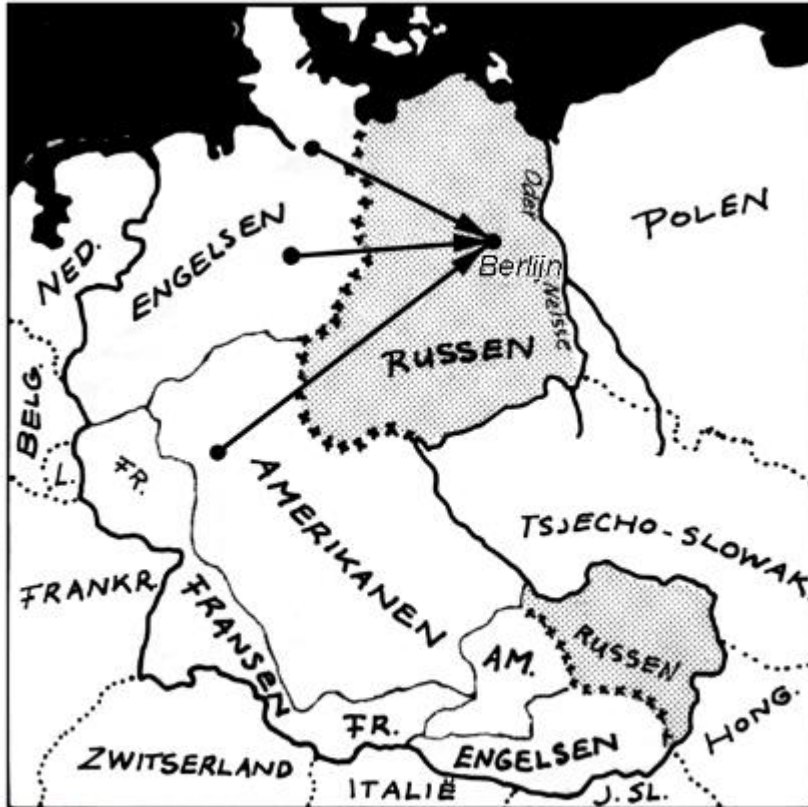 POLEN
Oder
ENGELSEN
NED.
Berlijn
Neisse
RUSSEN
BELG.
L.
FR.
AMERIKANEN
TSJECHO-SLOWAK
FRANKR.
FRANSEN
RUSSEN
AM.
HONG.
FR.
ENGELSEN
ZWITSERLAND
ITALIË
J. SL.